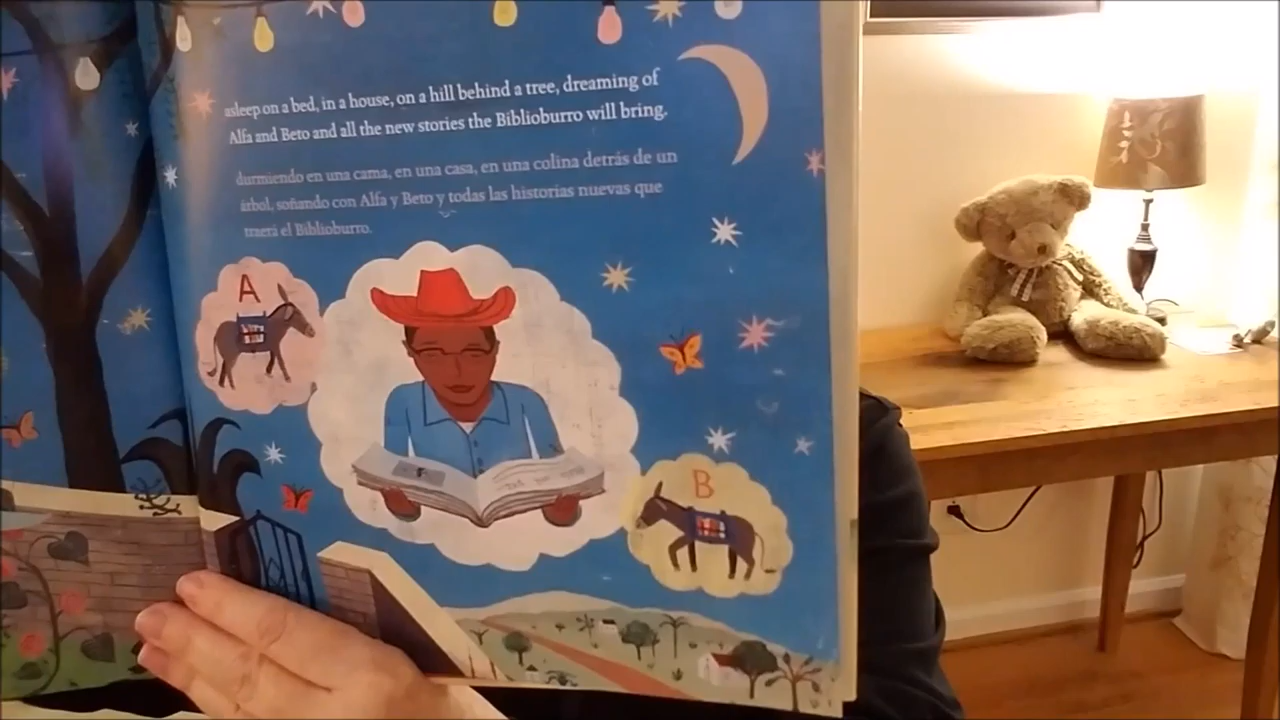 asleep on a bed, in a house, on a hill behind a tree, dreaming of
Alfa and Beto and all the new stories the Biblioburro will bring.
durmiendo en una cama, en una casa, en una colina detrás de un
árbol, soñando con Alfa y Beto y todas las historias nuevas que
traerá el Biblioburro.
A
B